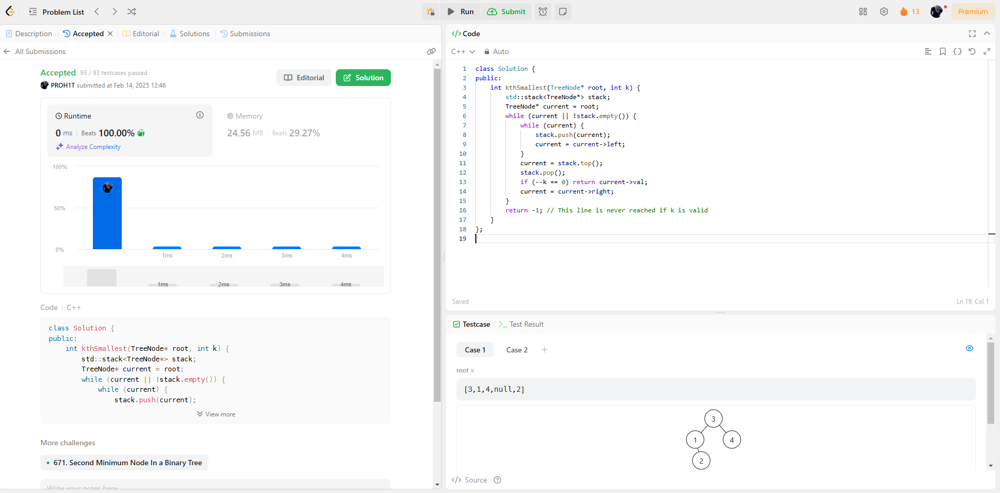 Problem List
Run
Submit
13
Premium
Description
Accepted
Editorial
Solutions
Submissions
All Submissions
Accepted 93 / 93 testcases passed
PROH1T submitted at Feb 14, 2025 12:46
Editorial
Solution
Runtime
0 ms Beats 100.00%
Analyze Complexity
Memory
24.56 MB Beats 29.27%
100%
50%
0%
1ms 2ms 3ms 4ms
1ms 2ms 3ms 4ms
Code C++
class Solution {
public:
    int kthSmallest(TreeNode* root, int k) {
        std::stack<TreeNode*> stack;
        TreeNode* current = root;
        while (current || !stack.empty()) {
            while (current) {
                stack.push(current);
View more
More challenges
671. Second Minimum Node In a Binary Tree
Write your notes here
</> Code
C++ Auto
1 class Solution {
2 public:
3     int kthSmallest(TreeNode* root, int k) {
4         std::stack<TreeNode*> stack;
5         TreeNode* current = root;
6         while (current || !stack.empty()) {
7             while (current) {
8                 stack.push(current);
9                 current = current->left;
10             }
11             current = stack.top();
12             stack.pop();
13             if (--k == 0) return current->val;
14             current = current->right;
15         }
16         return -1; // This line is never reached if k is valid
17     }
18 };
19
Saved
Ln 19, Col 1
Testcase
Test Result
Case 1 Case 2 +
root =
[3,1,4,null,2]
3
1 4
2
</> Source